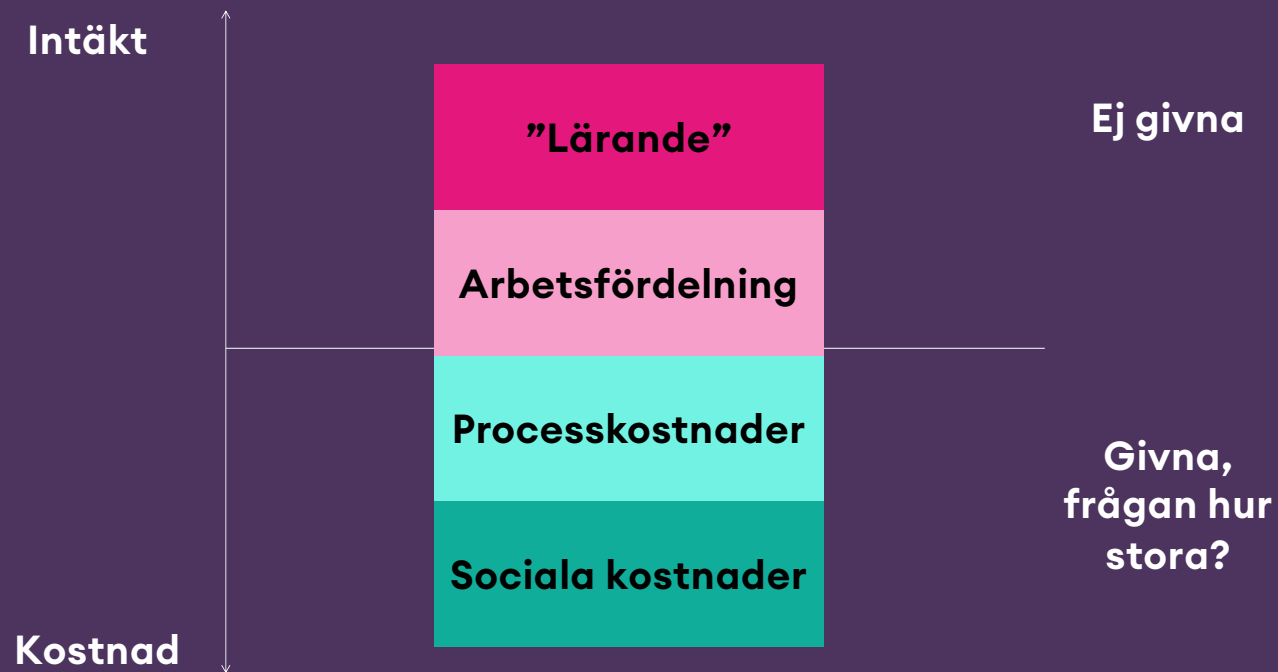 Intäkt
”Lärande”
Ej givna
Arbetsfördelning
Processkostnader
Givna,
frågan hur
stora?
Sociala kostnader
Kostnad